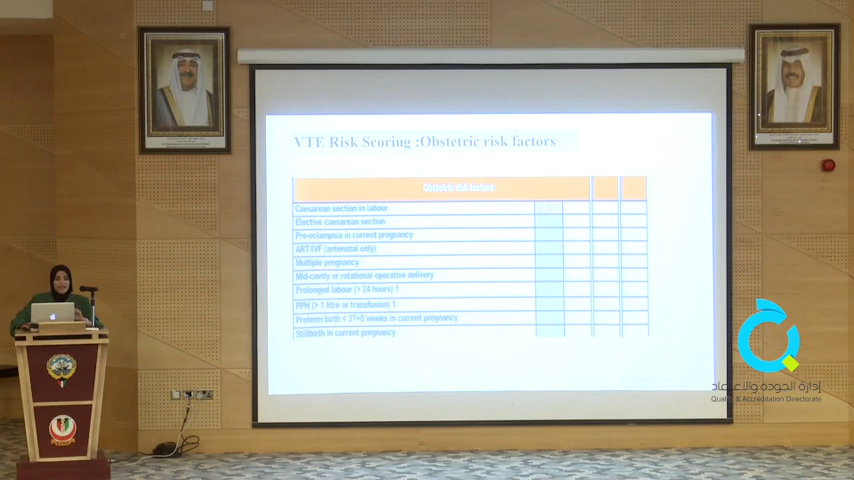 VTE Risk Scoring :Obstetric risk factors
Obstetric risk factors
Caesarean section in labour
Elective caesarean section
Pre-eclampsia in current pregnancy
ART/IVF (antenatal only)
Multiple pregnancy
Mid-cavity or rotational operative delivery
Prolonged labour (> 24 hours) 1
PPH (> 1 litre or transfusion) 1
Preterm birth < 37+0 weeks in current pregnancy
Stillbirth in current pregnancy
إدارة الجودة والإعتماد
Quality & Accreditation Directorate